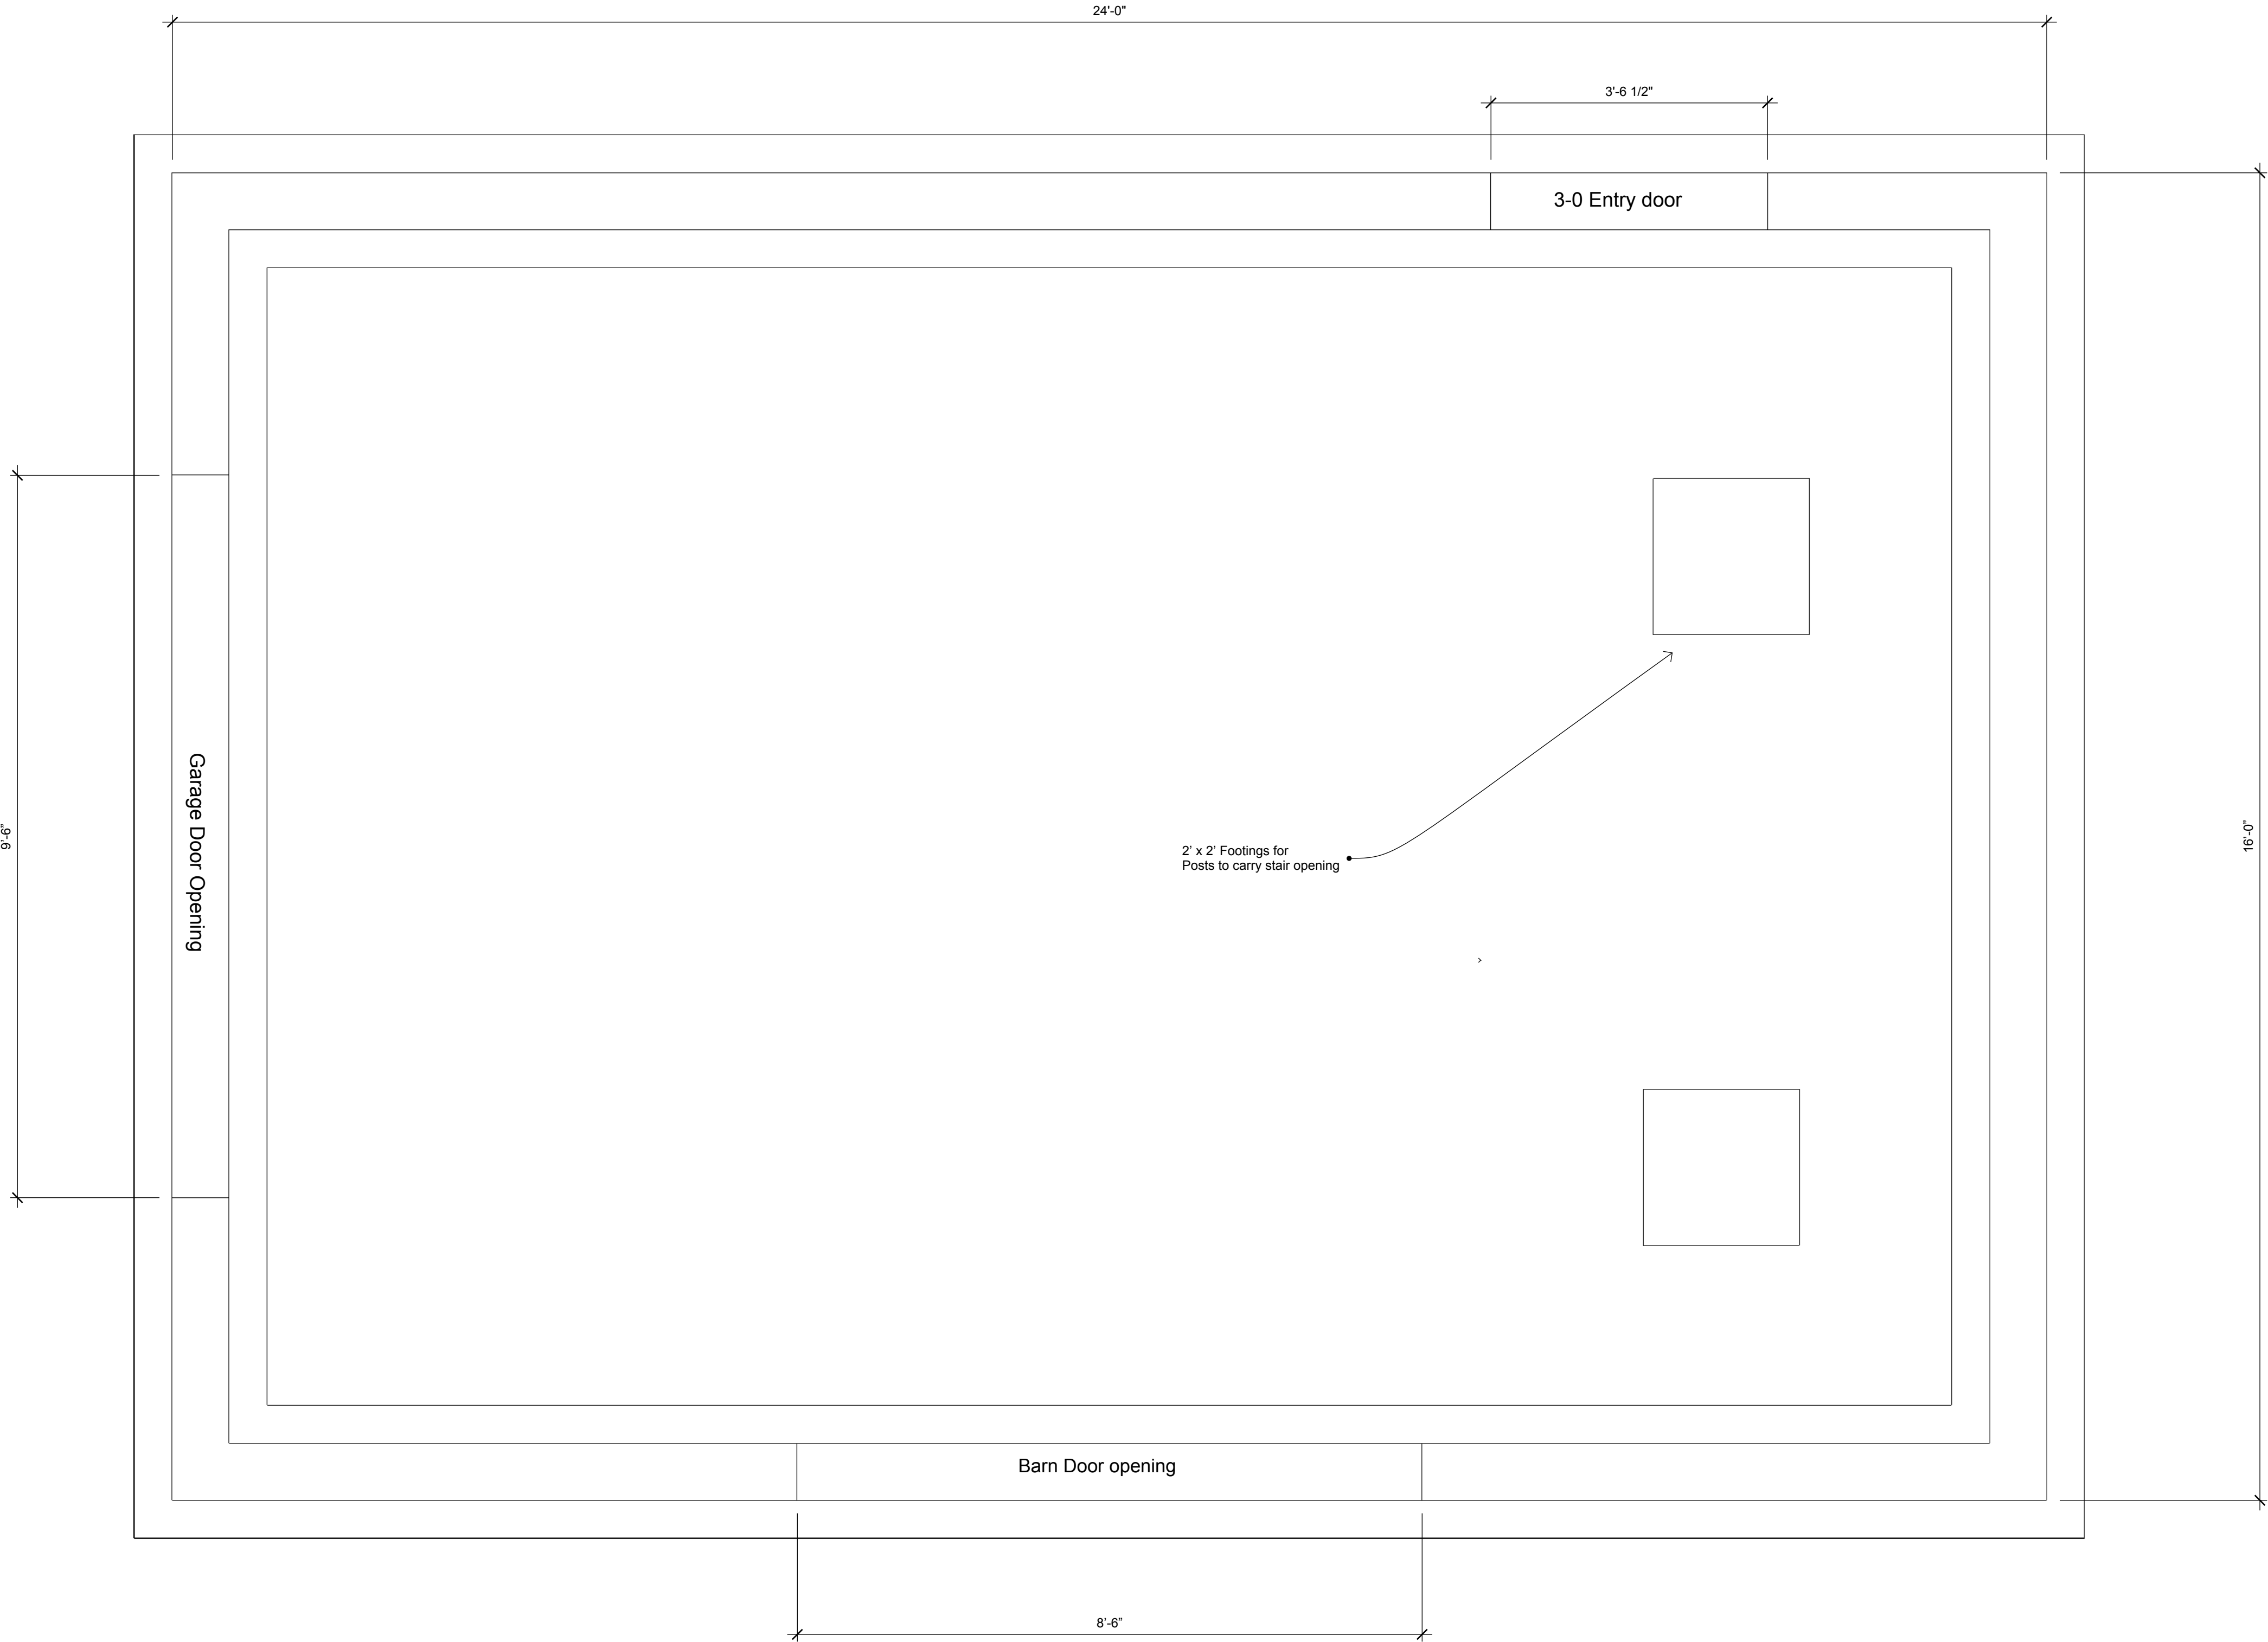 24'-0"
3'-6 1/2"
3-0 Entry door
Garage Door Opening
9’-6”
16’-0”
2’ x 2’ Footings for
Posts to carry stair opening
Barn Door opening
8’-6”